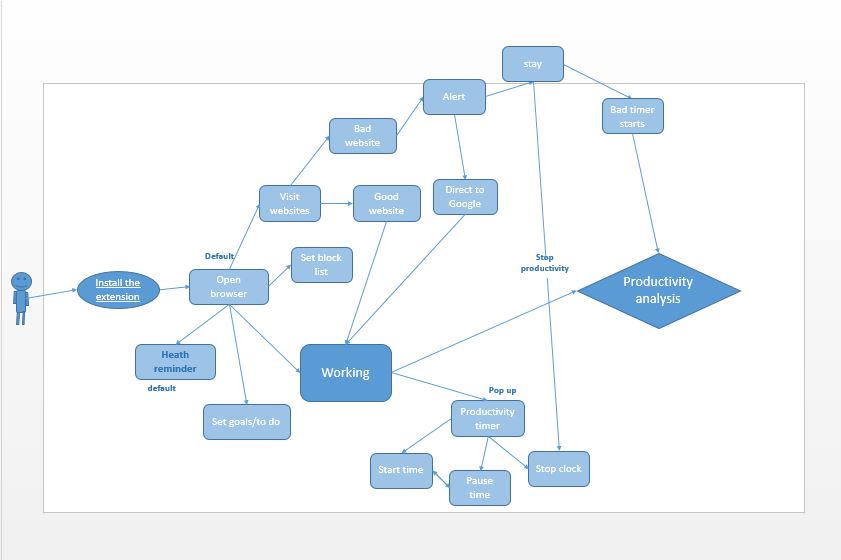 stay
Alert
Bad timer
starts
Bad
website
Visit
websites
Good
website
Direct to
Google
Default
Set block
list
Stop
productivity
Install the
extension
Open
browser
Productivity
analysis
Heath
reminder
default
Working
Pop up
Set goals/to do
Productivity
timer
Start time
Pause
time
Stop clock